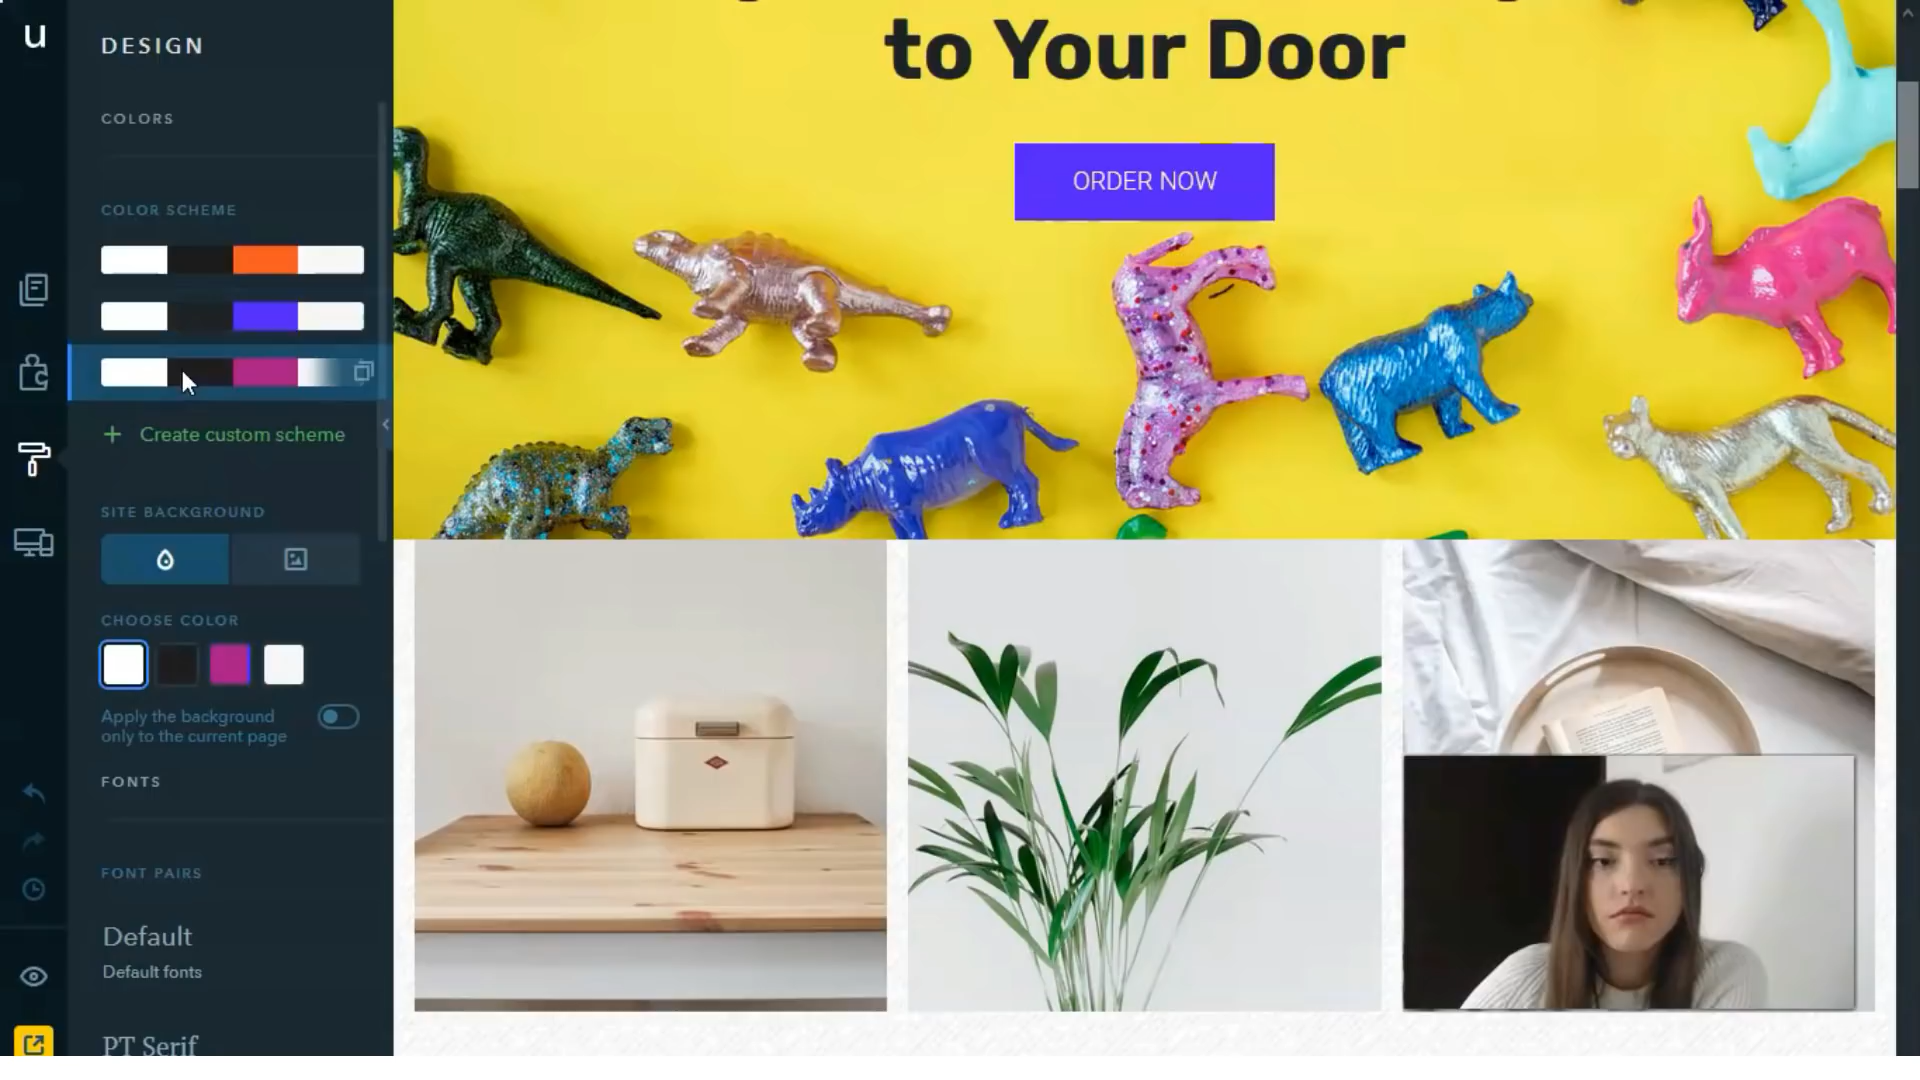 u
DESIGN
COLORS
COLOR SCHEME
+ Create custom scheme
SITE BACKGROUND
CHOOSE COLOR
Apply the background
only to the current page
FONTS
FONT PAIRS
Default
Default fonts
PT Serif
to Your Door
ORDER NOW